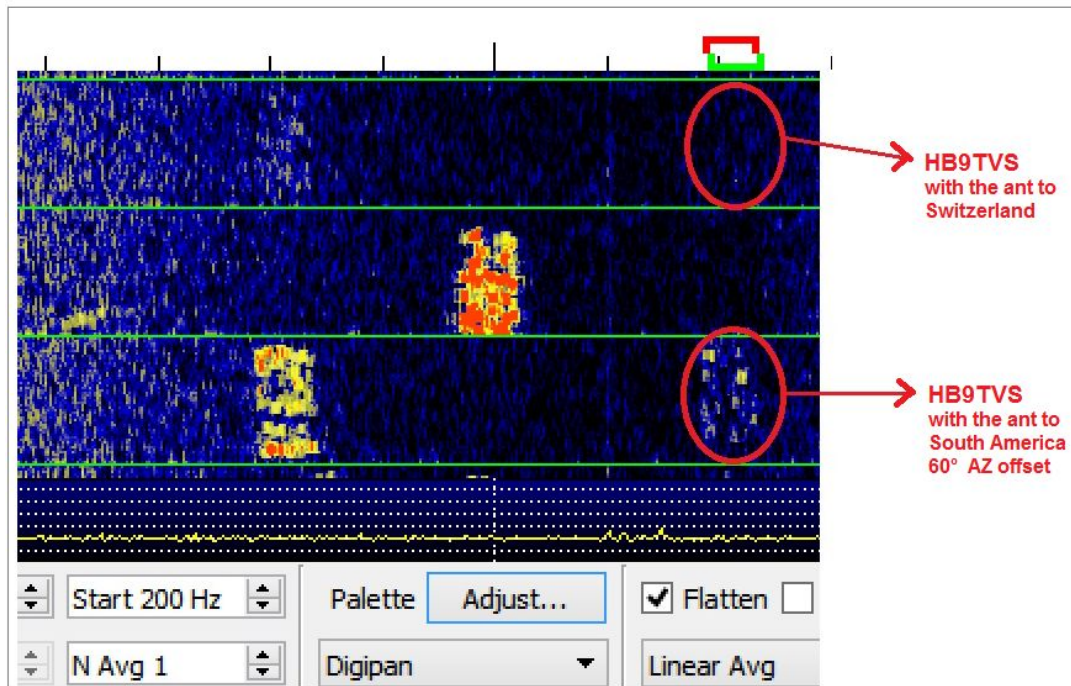 HB9TVS
with the ant to
Switzerland
HB9TVS
with the ant to
South America
60° AZ offset
Start 200 Hz
Palette
Adjust...
Flatten
N Avg 1
Digipan
Linear Avg